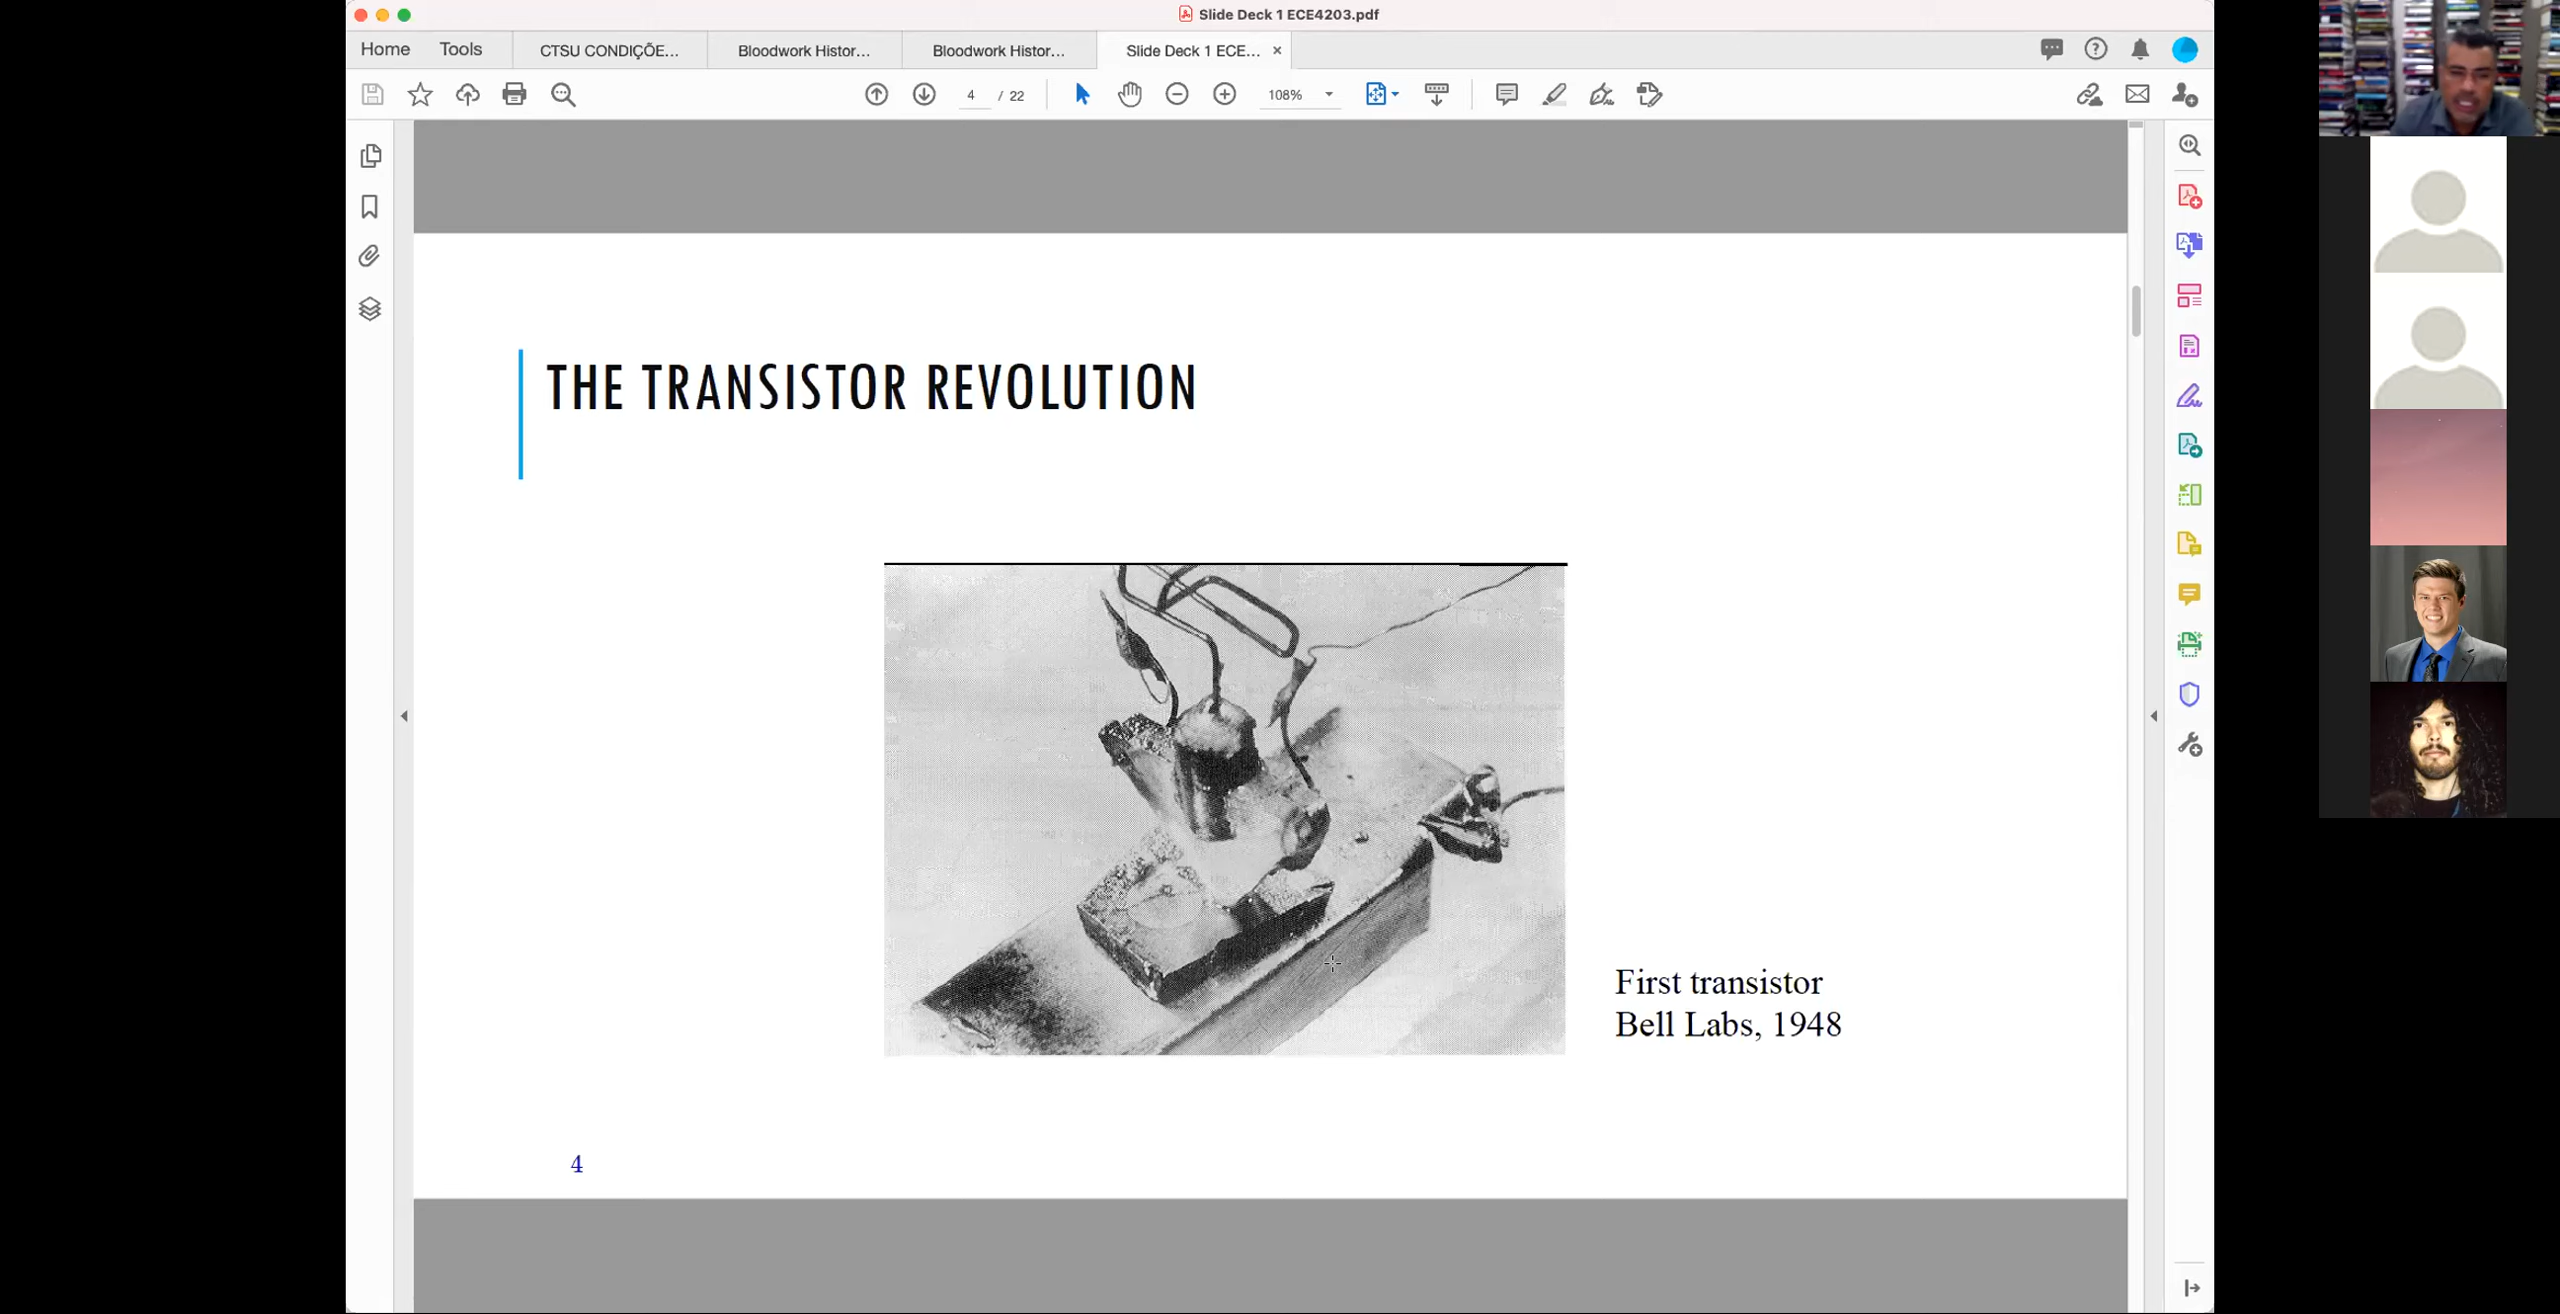 Slide Deck 1 ECE4203.pdf
Home
Tools
CTSU CONDIÇÕE...
Bloodwork Histor...
Bloodwork Histor...
Slide Deck 1 ECE...
4 / 22
108%
THE TRANSISTOR REVOLUTION
First transistor
Bell Labs, 1948
4